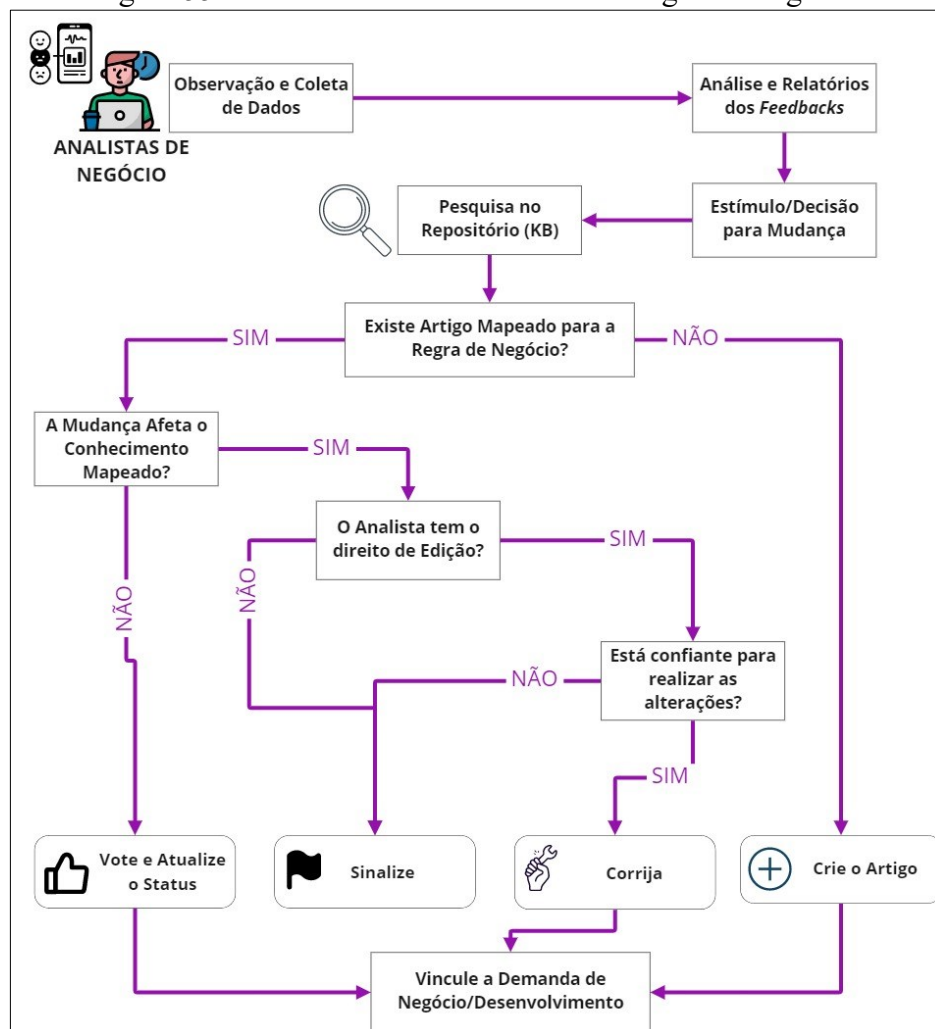 ANALISTAS DE
NEGÓCIO
Observação e Coleta
de Dados
Análise e Relatórios
dos Feedbacks
Estímulo/Decisão
para Mudança
Pesquisa no
Repositório (KB)
Existe Artigo Mapeado para a
Regra de Negócio?
SIM
NÃO
A Mudança Afeta o
Conhecimento
Mapeado?
SIM
NÃO
O Analista tem o
direito de Edição?
SIM
NÃO
Está confiante para
realizar as
alterações?
NÃO
SIM
Vote e Atualize
o Status
Sinalize
Corrija
Crie o Artigo
Vincule a Demanda de
Negócio/Desenvolvimento